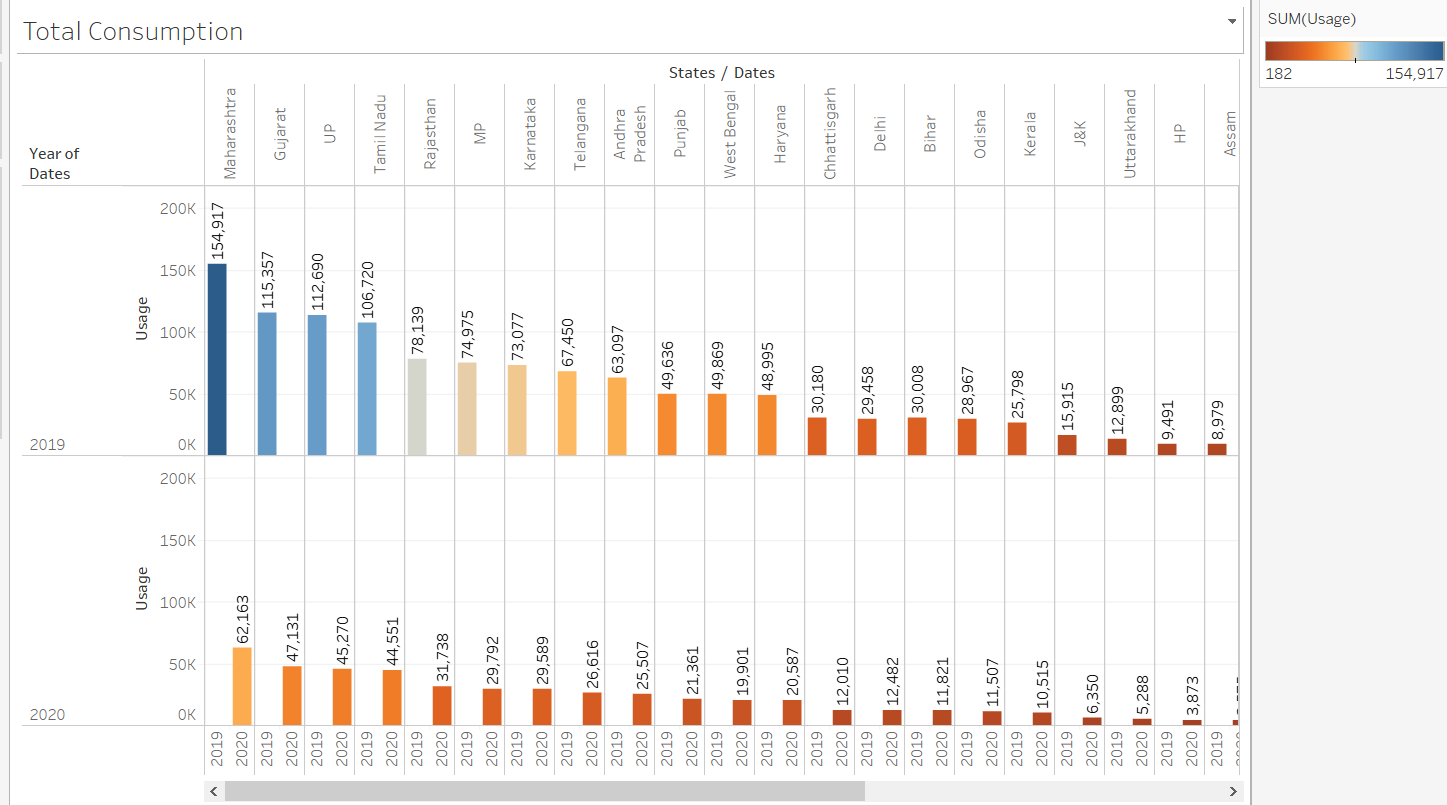 Total Consumption
SUM(Usage)
182 154,917
States / Dates
Year of
Dates
Maharashtra
Gujarat
UP
Tamil Nadu
Rajasthan
MP
Karnataka
Telangana
Andhra
Pradesh
Punjab
West Bengal
Haryana
Chhattisgarh
Delhi
Bihar
Odisha
Kerala
J&K
Uttarakhand
HP
Assam
2019
Usage
200K
150K
100K
50K
0K
154,917
115,357
112,690
106,720
78,139
74,975
73,077
67,450
63,097
49,636
49,869
48,995
30,180
29,458
30,008
28,967
25,798
15,915
12,899
9,491
8,979
2020
Usage
200K
150K
100K
50K
0K
62,163
47,131
45,270
44,551
31,738
29,792
29,589
26,616
25,507
21,361
19,901
20,587
12,010
12,482
11,821
11,507
10,515
6,350
5,288
3,873
2019 2020 2019 2020 2019 2020 2019 2020 2019 2020 2019 2020 2019 2020 2019 2020 2019 2020 2019 2020 2019 2020 2019 2020 2019 2020 2019 2020 2019 2020 2019 2020 2019 2020 2019 2020 2019 2020 2019 2020 2019